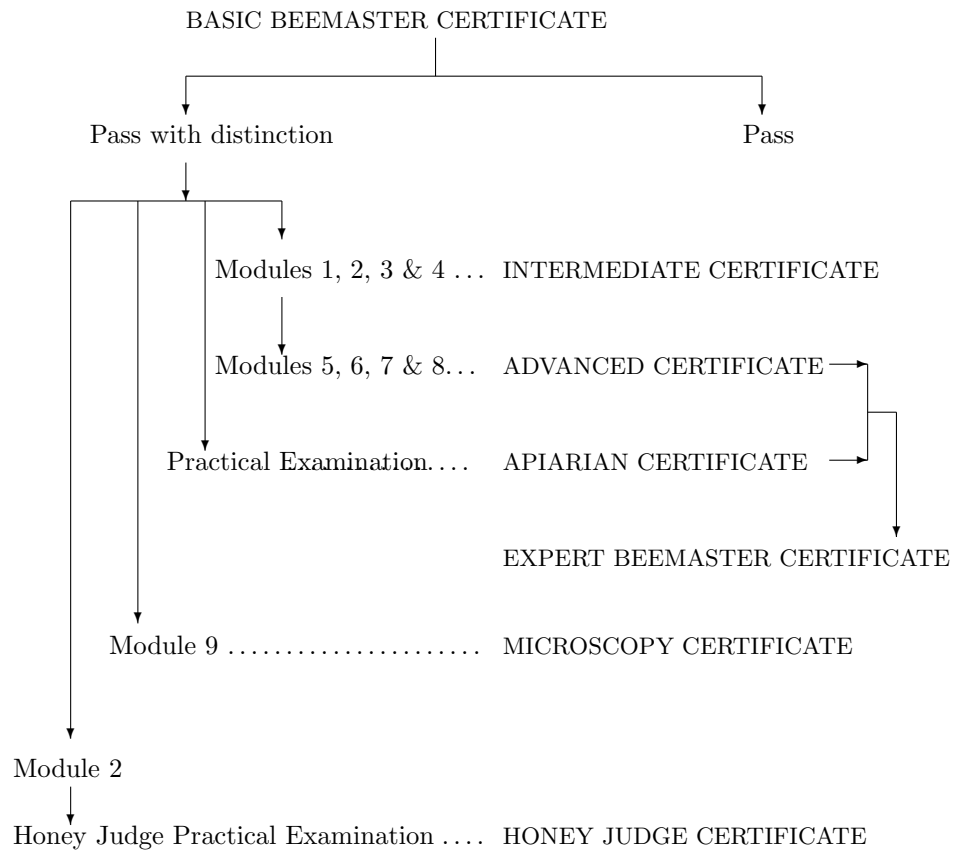 BASIC BEEMASTER CERTIFICATE
Pass with distinction Pass
Modules 1, 2, 3 & 4 ... INTERMEDIATE CERTIFICATE
Modules 5, 6, 7 & 8... ADVANCED CERTIFICATE
Practical Examination.... APIARIAN CERTIFICATE
EXPERT BEEMASTER CERTIFICATE
Module 9 ...................... MICROSCOPY CERTIFICATE
Module 2
Honey Judge Practical Examination .... HONEY JUDGE CERTIFICATE